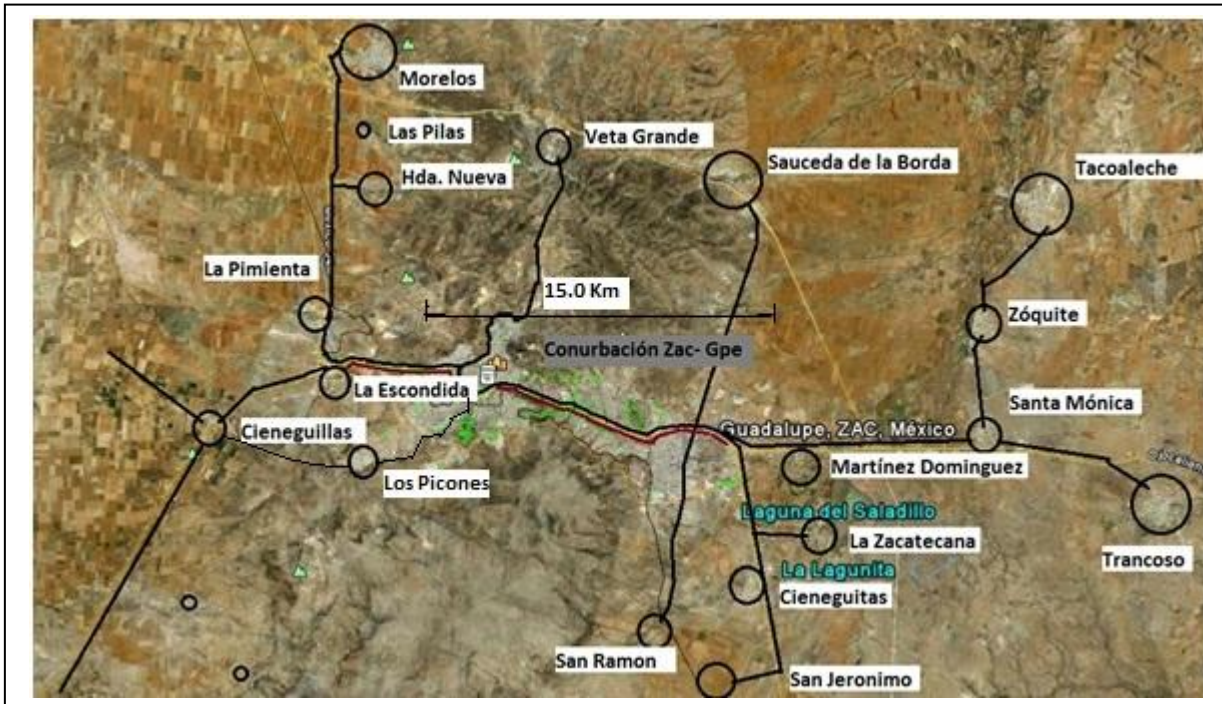 Morelos
Las Pilas
Veta Grande
Sauceda de la Borda
Tacoaleche
Hda. Nueva
La Pimienta
15.0 Km
Zóquite
Conurbación Zac- Gpe
La Escondida
Santa Mónica
Cieneguillas
Guadalupe, ZAC, México
Martínez Dominguez
Los Picones
Laguna del Saladillo
La Zacatecana
Trancoso
La Lagunita
Cieneguitas
San Ramon
San Jeronimo